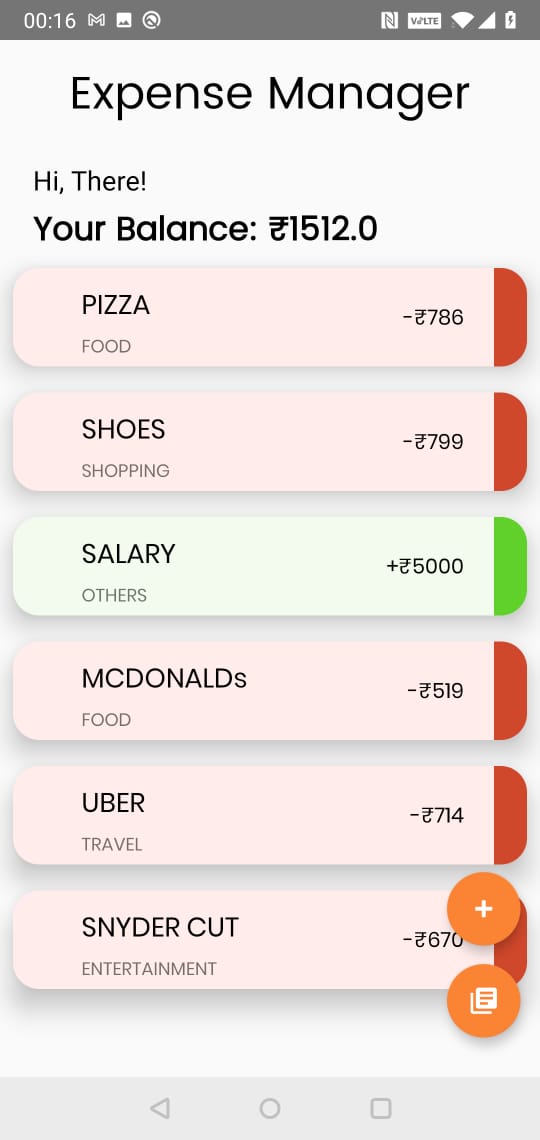 00:16
VoLTE
Expense Manager
Hi, There!
Your Balance: ₹1512.0
PIZZA
-₹786
FOOD
SHOES
-₹799
SHOPPING
SALARY
+₹5000
OTHERS
MCDONALDs
-₹519
FOOD
UBER
-₹714
TRAVEL
SNYDER CUT
-₹670
ENTERTAINMENT